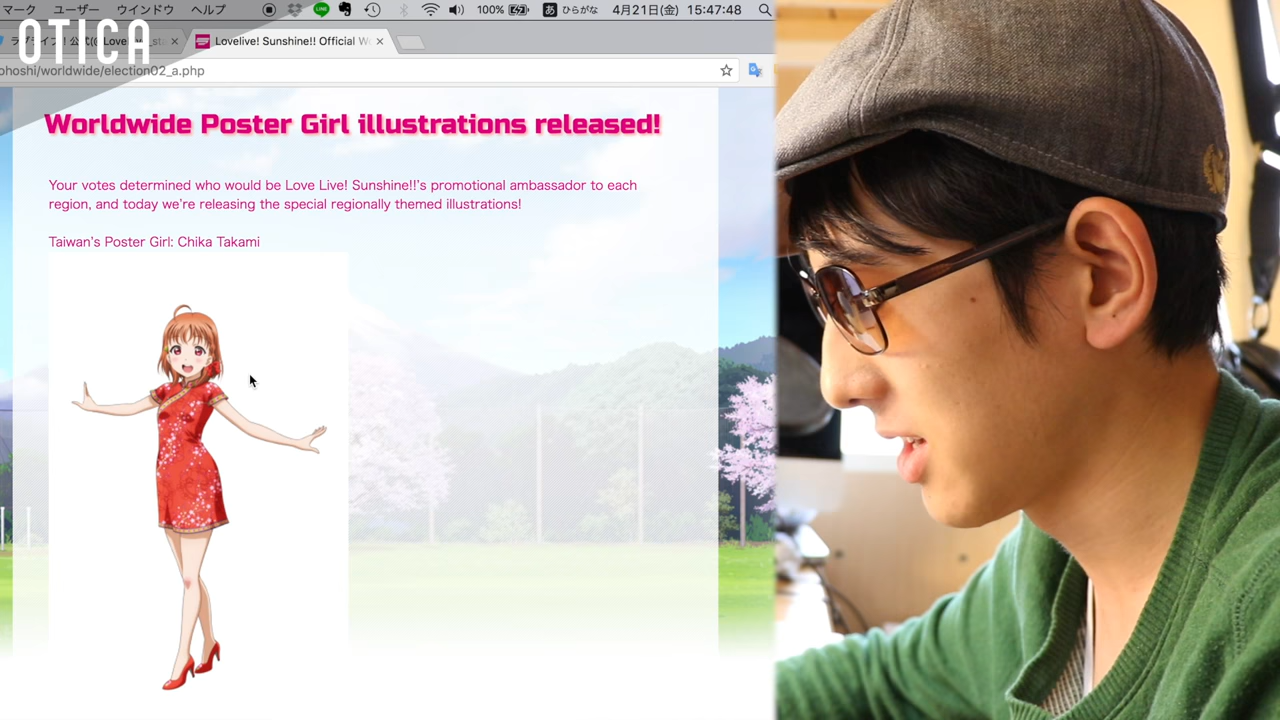 マーク ユーザー ウインドウ ヘルプ 100% あ ひらがな 4月21日(金) 15:47:48
OTICA
Lovelive! Sunshine!! Official W
ohoshi/worldwide/election02_a.php
Worldwide Poster Girl illustrations released!
Your votes determined who would be Love Live! Sunshine!!'s promotional ambassador to each
region, and today we're releasing the special regionally themed illustrations!
Taiwan's Poster Girl: Chika Takami